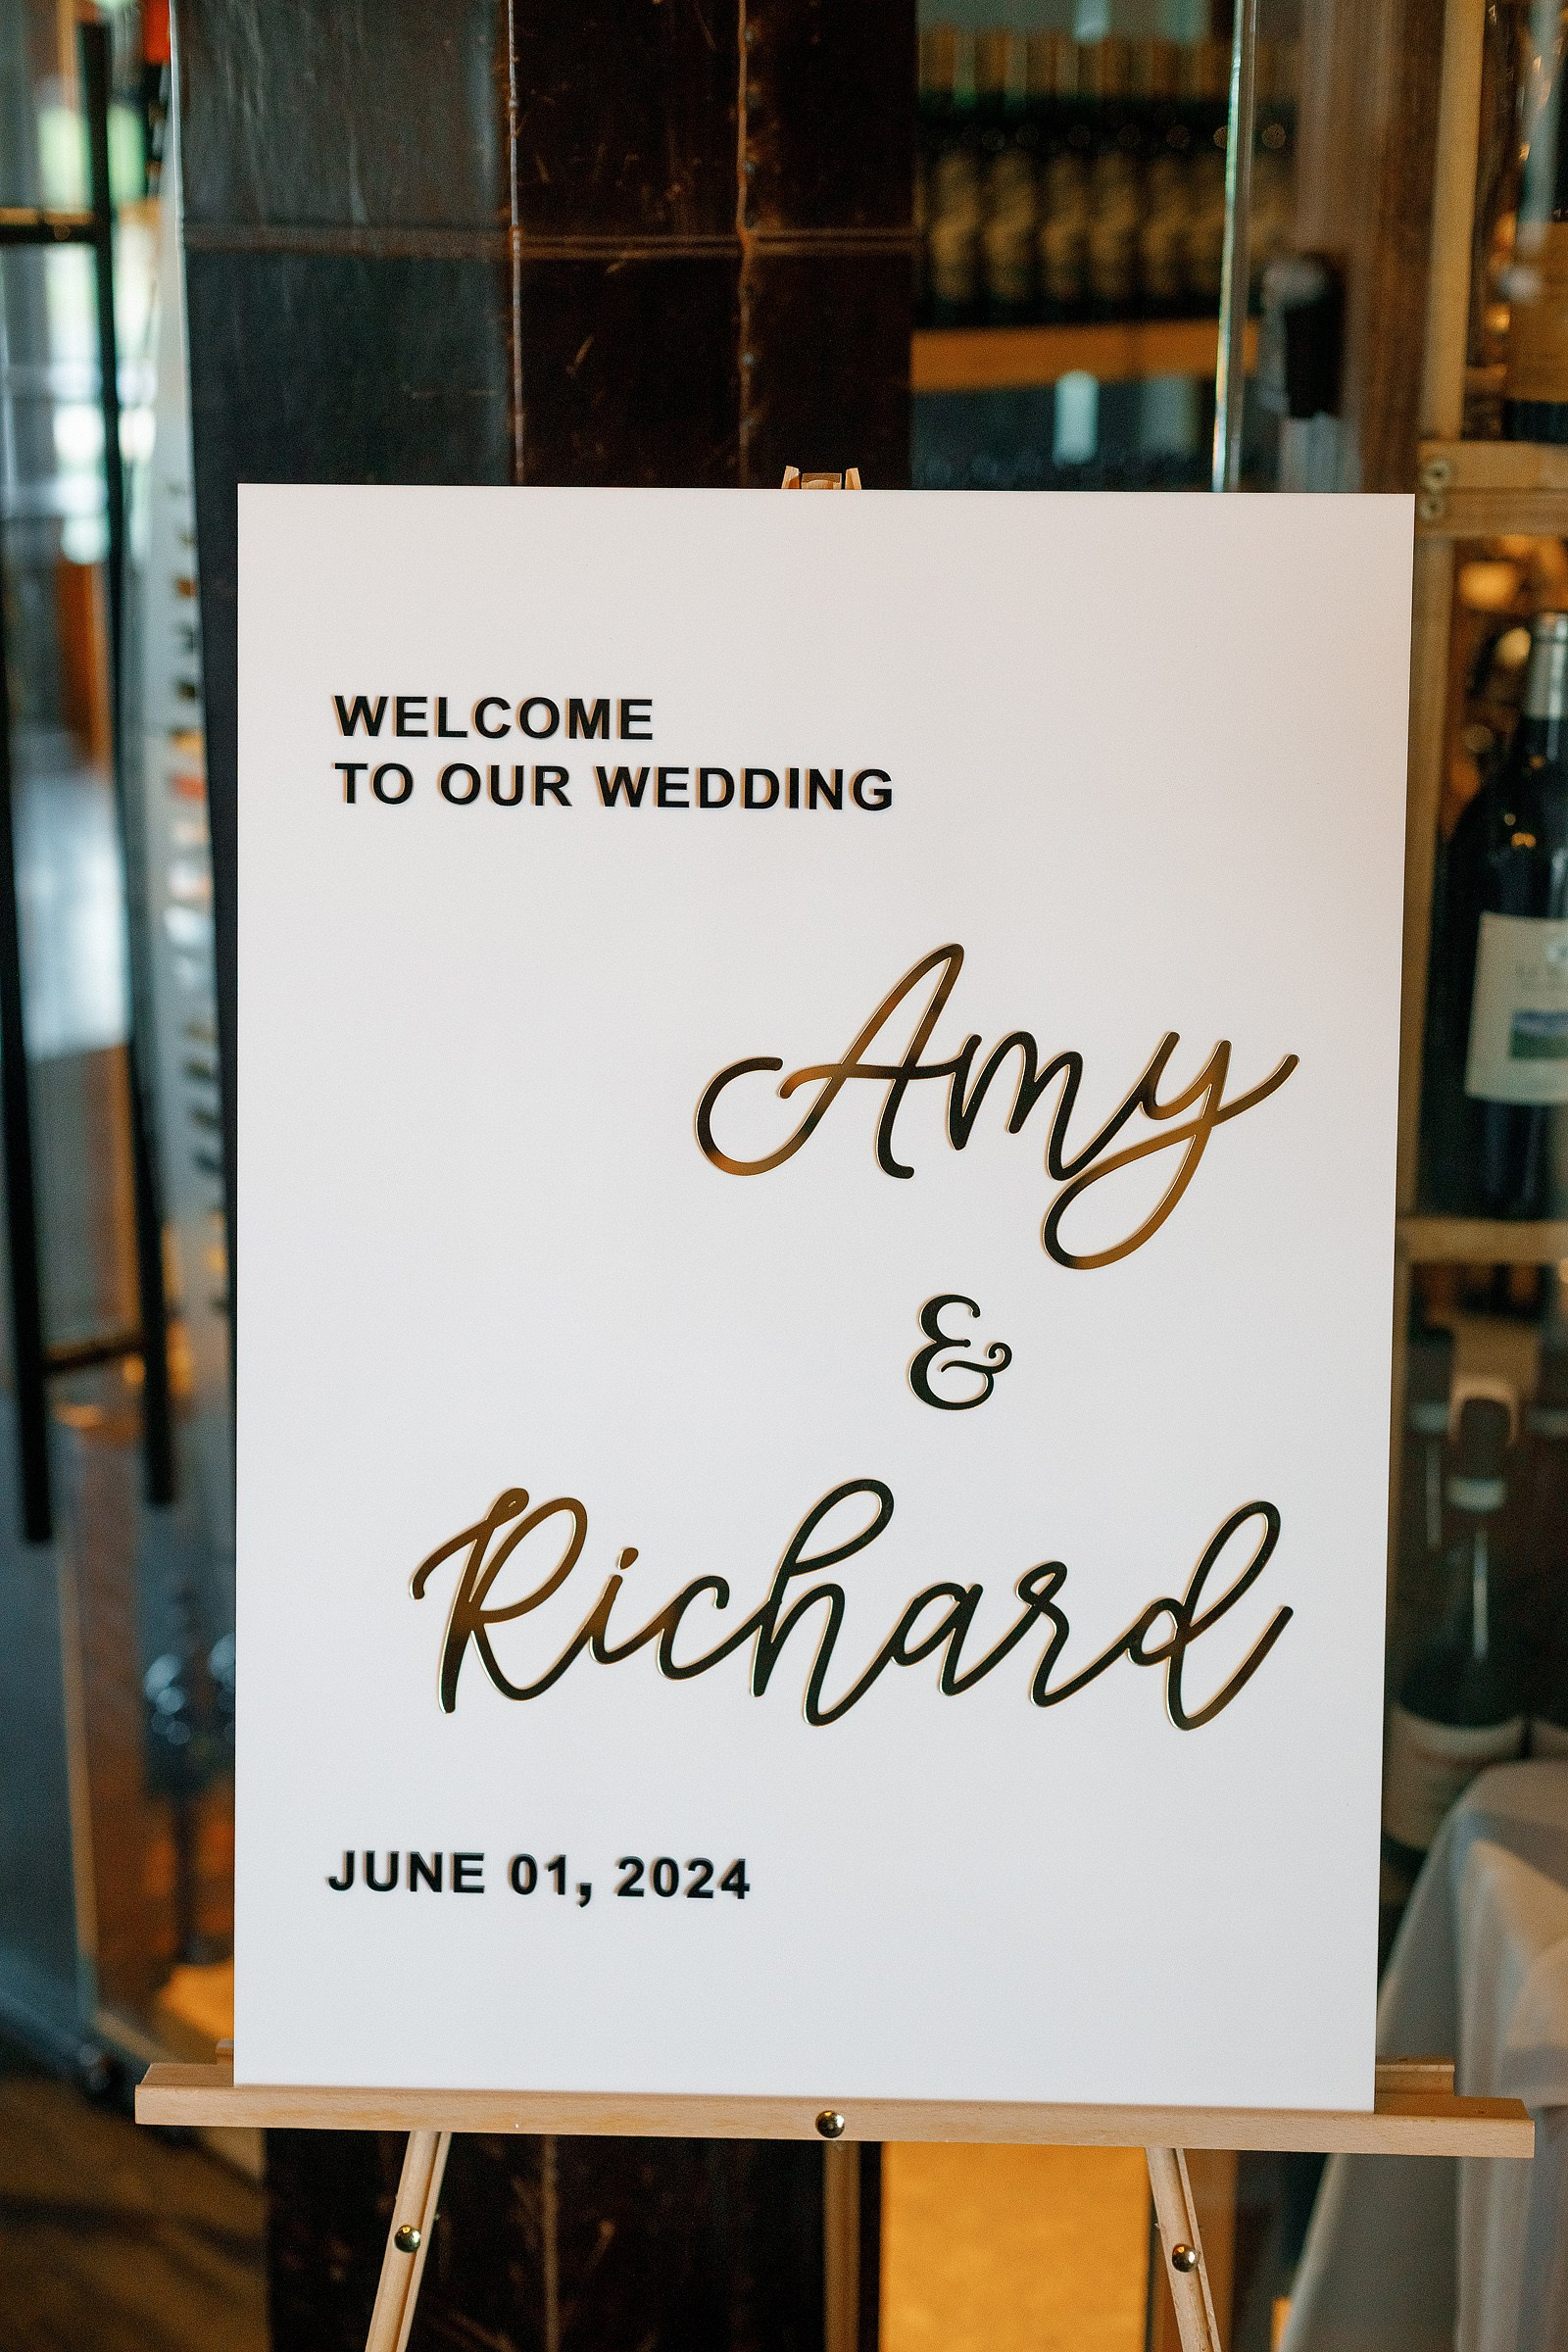 WELCOME
TO OUR WEDDING
Amy
&
Richard
JUNE 01, 2024